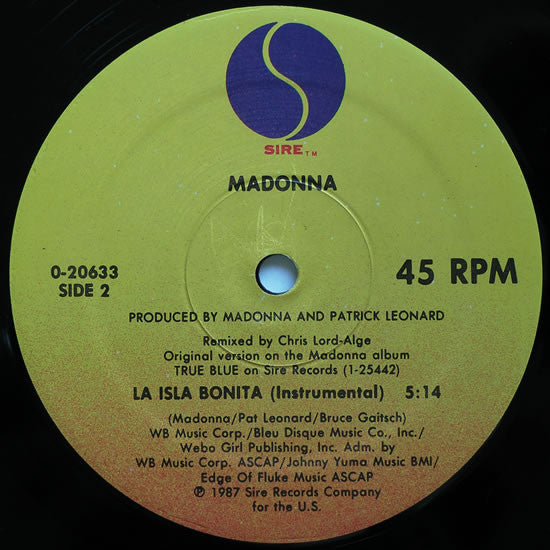 SIRE™
MADONNA
0-20633
SIDE 2
45 RPM
PRODUCED BY MADONNA AND PATRICK LEONARD
Remixed by Chris Lord-Alge
Original version on the Madonna album
TRUE BLUE on Sire Records (1-25442)
LA ISLA BONITA (Instrumental) 5:14
(Madonna/Pat Leonard/Bruce Gaitsch)
WB Music Corp./Bleu Disque Music Co., Inc./
Webo Girl Publishing, Inc. Adm. by
WB Music Corp. ASCAP/Johnny Yuma Music BMI/
Edge Of Fluke Music ASCAP
℗ 1987 Sire Records Company
for the U.S.